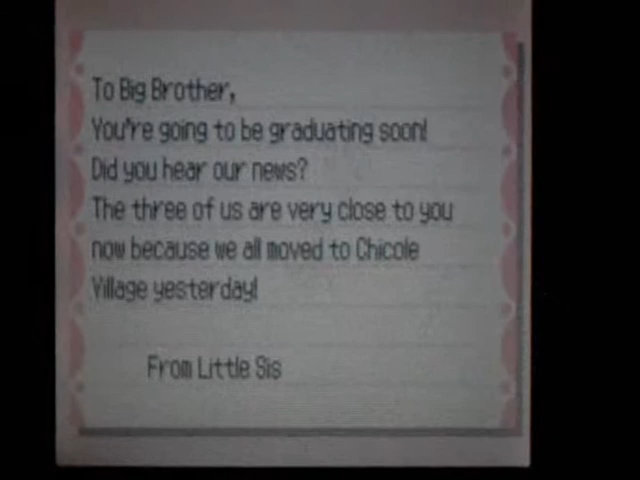 To Big Brother,
You're going to be graduating soon!
Did you hear our news?
The three of us are very close to you
now because we all moved to Chicole
Village yesterday!
From Little Sis